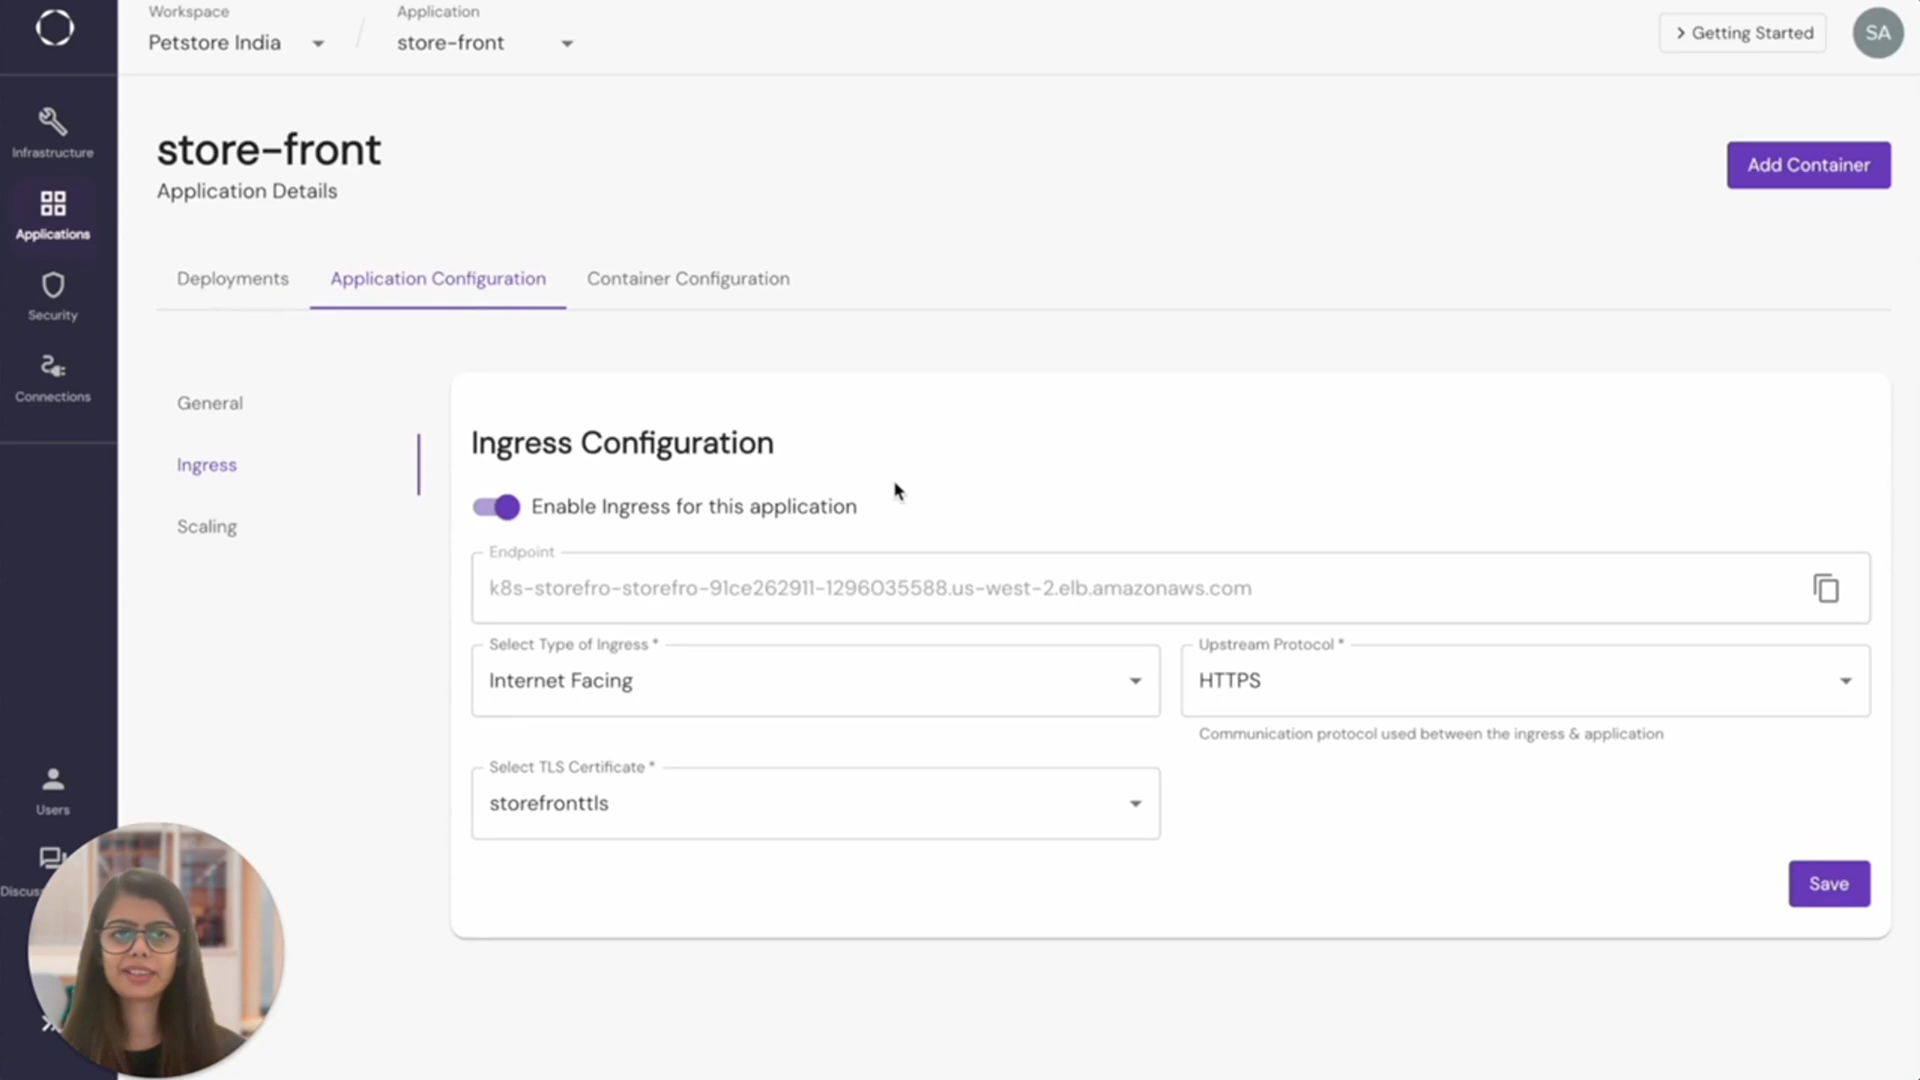 Workspace
Petstore India
Application
store-front
Getting Started
SA
Infrastructure
Applications
Security
Connections
Users
Discus
store-front
Application Details
Add Container
Deployments
Application Configuration
Container Configuration
General
Ingress
Scaling
Ingress Configuration
Enable Ingress for this application
Endpoint
k8s-storefro-storefro-91ce262911-1296035588.us-west-2.elb.amazonaws.com
Select Type of Ingress *
Internet Facing
Upstream Protocol *
HTTPS
Communication protocol used between the ingress & application
Select TLS Certificate *
storefronttls
Save